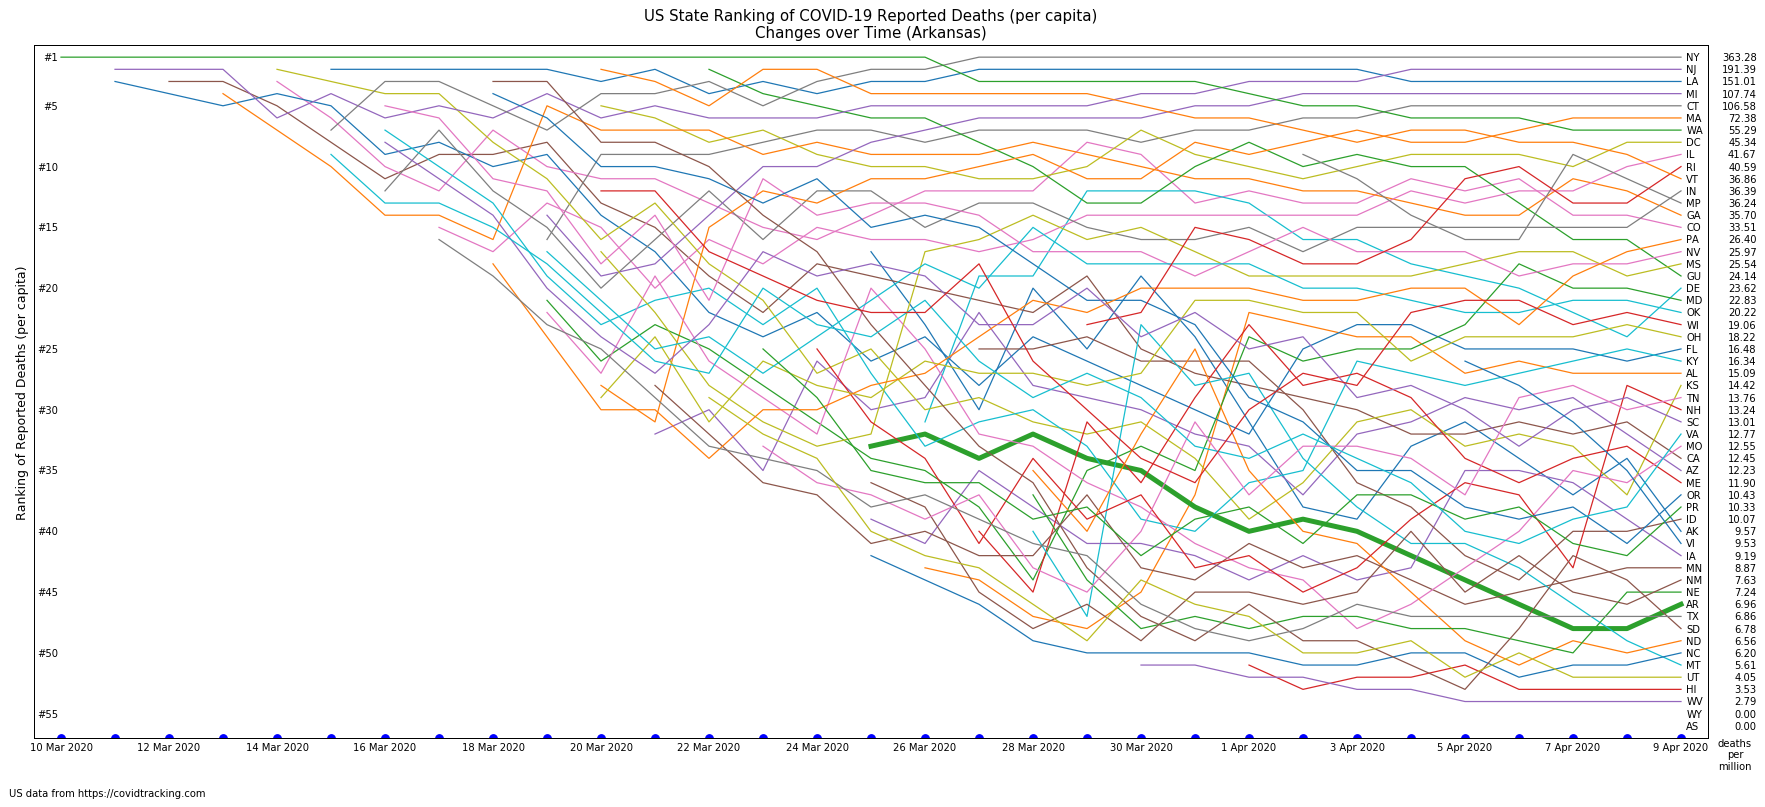 US State Ranking of COVID-19 Reported Deaths (per capita)
Changes over Time (Arkansas)
Ranking of Reported Deaths (per capita)
#1
#5
#10
#15
#20
#25
#30
#35
#40
#45
#50
#55
NY 363.28
NJ 191.39
LA 151.01
MI 107.74
CT 106.58
MA 72.38
WA 55.29
DC 45.34
IL 41.67
RI 40.59
VT 36.86
IN 36.39
MP 36.24
GA 35.70
CO 33.51
PA 26.40
NV 25.97
MS 25.54
GU 24.14
DE 23.62
MD 22.83
OK 20.22
WI 19.06
OH 18.22
FL 16.48
KY 16.34
AL 15.09
KS 14.42
TN 13.76
NH 13.24
SC 13.01
VA 12.77
MO 12.55
CA 12.45
AZ 12.23
ME 11.90
OR 10.43
PR 10.33
ID 10.07
AK 9.57
VI 9.53
IA 9.19
MN 8.87
NM 7.63
NE 7.24
AR 6.96
TX 6.86
SD 6.78
ND 6.56
NC 6.20
MT 5.61
UT 4.05
HI 3.53
WV 2.79
WY 0.00
AS 0.00
10 Mar 2020 12 Mar 2020 14 Mar 2020 16 Mar 2020 18 Mar 2020 20 Mar 2020 22 Mar 2020 24 Mar 2020 26 Mar 2020 28 Mar 2020 30 Mar 2020 1 Apr 2020 3 Apr 2020 5 Apr 2020 7 Apr 2020 9 Apr 2020
deaths
per
million
US data from https://covidtracking.com